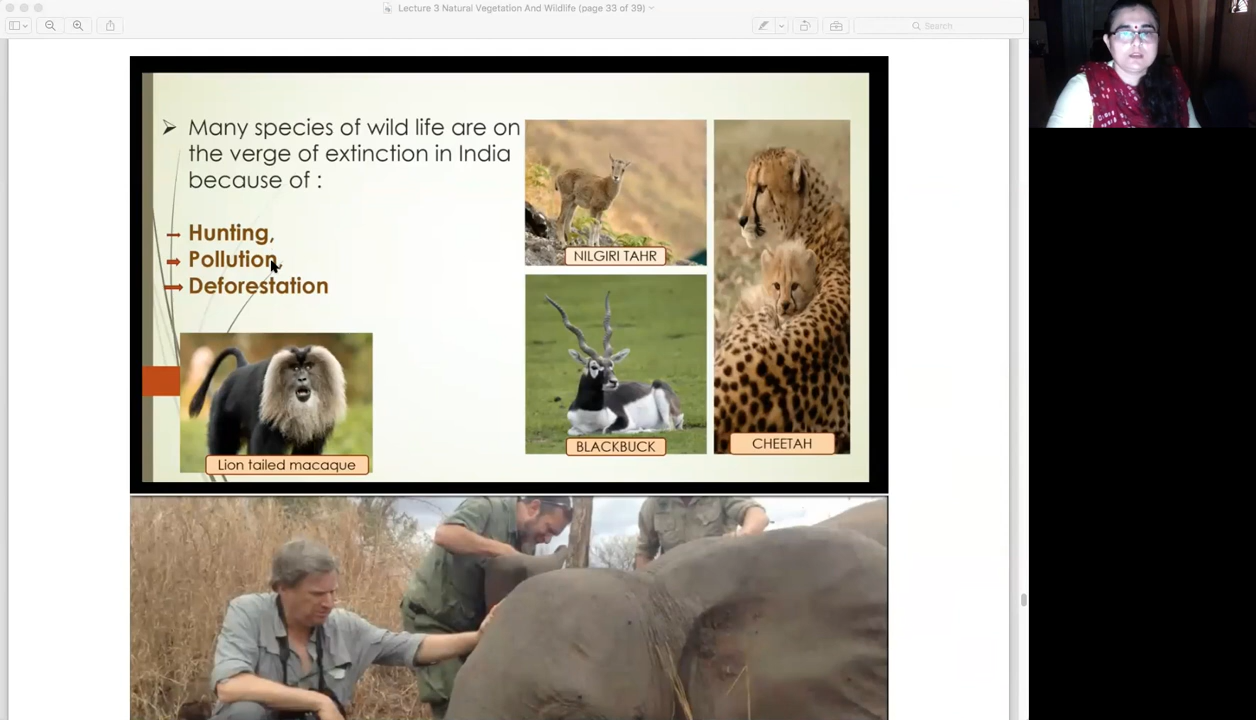 Lecture 3 Natural Vegetation And Wildlife (page 33 of 39)
Search
Many species of wild life are on
the verge of extinction in India
because of :
Hunting,
Pollution,
Deforestation
NILGIRI TAHR
BLACKBUCK
CHEETAH
Lion tailed macaque